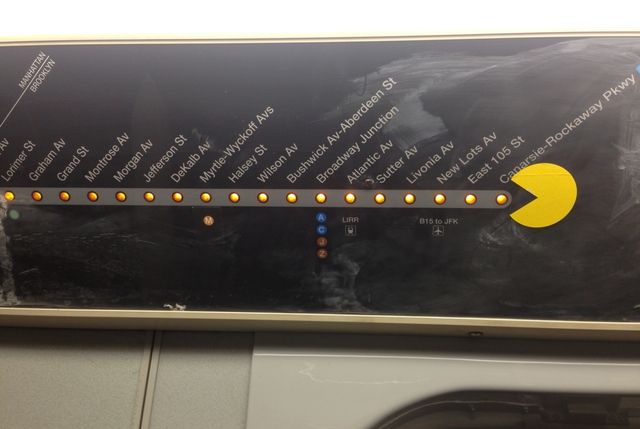 MANHATTAN
BROOKLYN
Av
Lorimer St
Graham Av
Grand St
Montrose Av
Morgan Av
Jefferson St
DeKalb Av
Myrtle-Wyckoff Avs
Halsey St
Wilson Av
Bushwick Av-Aberdeen St
Broadway Junction
Atlantic Av
Sutter Av
Livonia Av
New Lots Av
East 105 St
Canarsie-Rockaway Pkwy
M
A
C
J
Z
LIRR
B15 to JFK